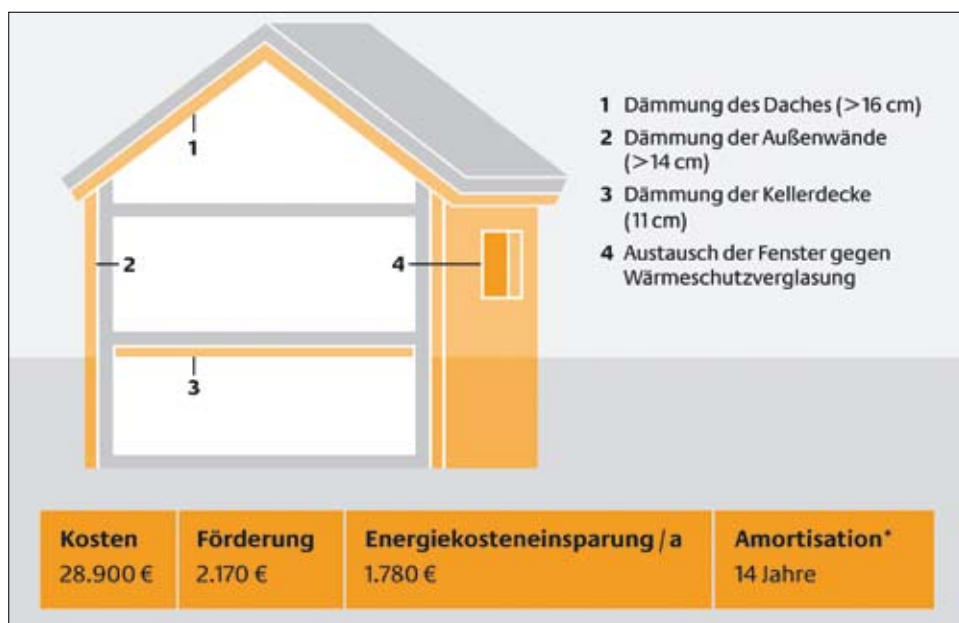 1 Dämmung des Daches (>16 cm)
2 Dämmung der Außenwände
(>14 cm)
3 Dämmung der Kellerdecke
(11 cm)
4 Austausch der Fenster gegen
Wärmeschutzverglasung
1
2
4
3
Kosten
28.900 €
Förderung
2.170 €
Energiekosteneinsparung / a
1.780 €
Amortisation*
14 Jahre